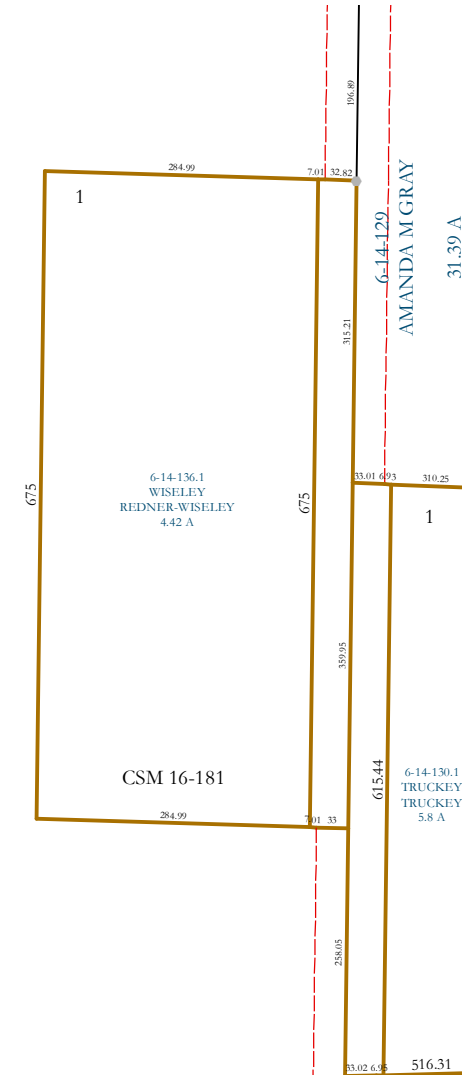 196.89
284.99
7.01
32.82
1
6-14-129
AMANDA M GRAY
31.39 A
315.21
675
6-14-136.1
WISELEY
REDNER-WISELEY
4.42 A
675
33.01
6.93
310.25
1
359.95
CSM 16-181
615.44
6-14-130.1
TRUCKEY
TRUCKEY
5.8 A
284.99
7.01
33
258.05
33.02
6.95
516.31